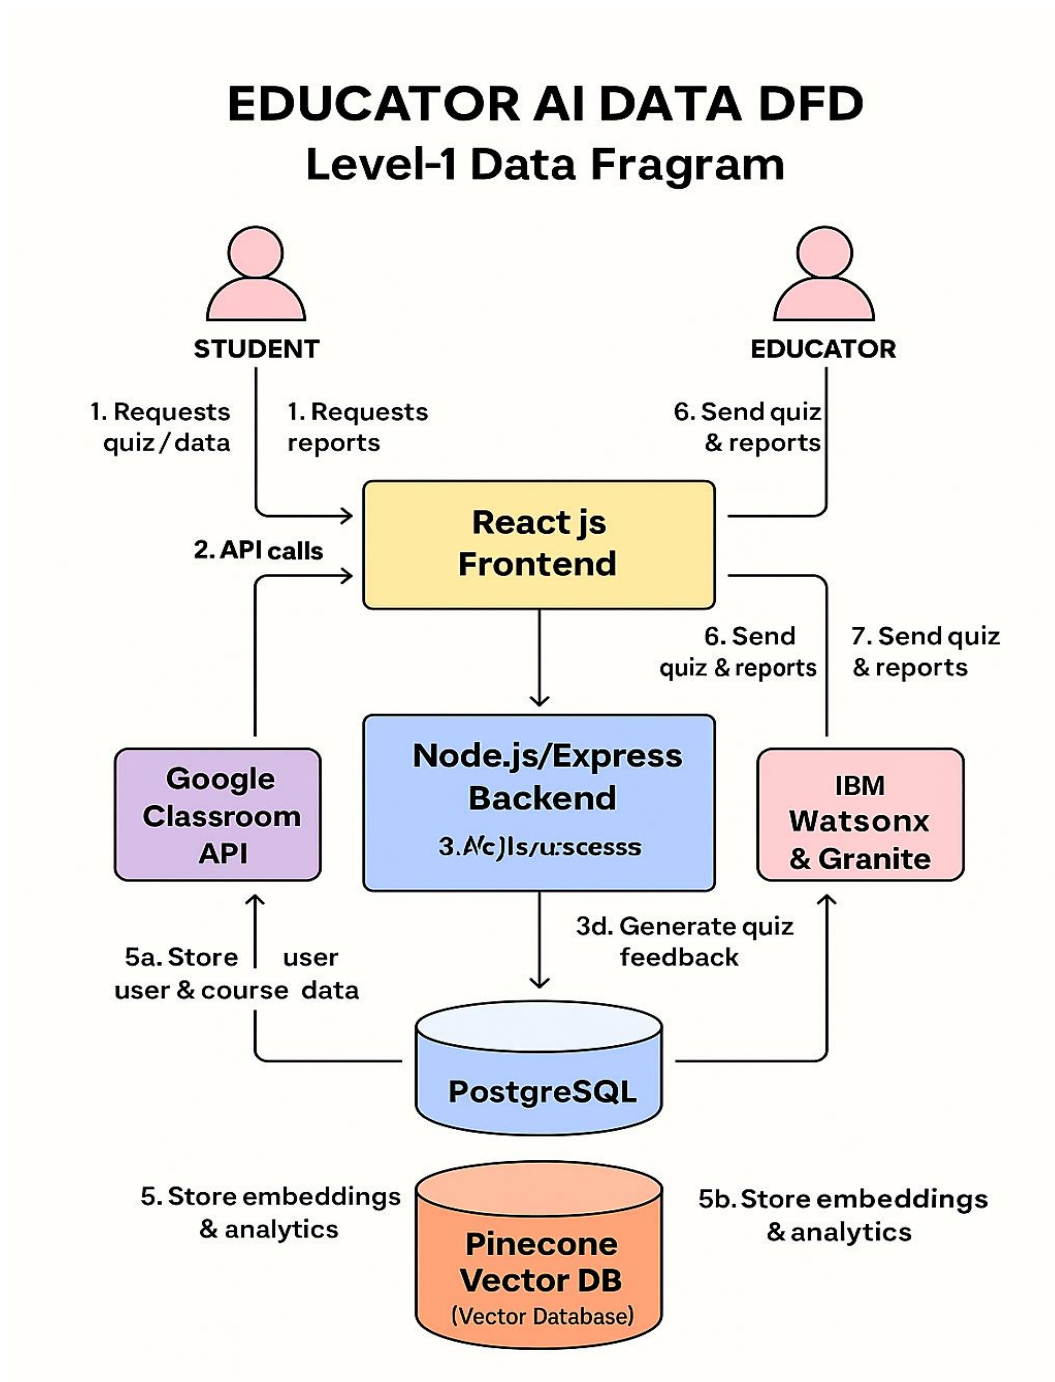 EDUCATOR AI DATA DFD
Level-1 Data Fragram
STUDENT
EDUCATOR
1. Requests
quiz / data
1. Requests
reports
6. Send quiz
& reports
React js
Frontend
2. API calls
6. Send
quiz & reports
7. Send quiz
& reports
Google
Classroom
API
Node.js/Express
Backend
3.
IBM
Watsonx
& Granite
3d. Generate quiz
feedback
5a. Store user
user & course data
PostgreSQL
5. Store embeddings
& analytics
5b. Store embeddings
& analytics
Pinecone
Vector DB
(Vector Database)